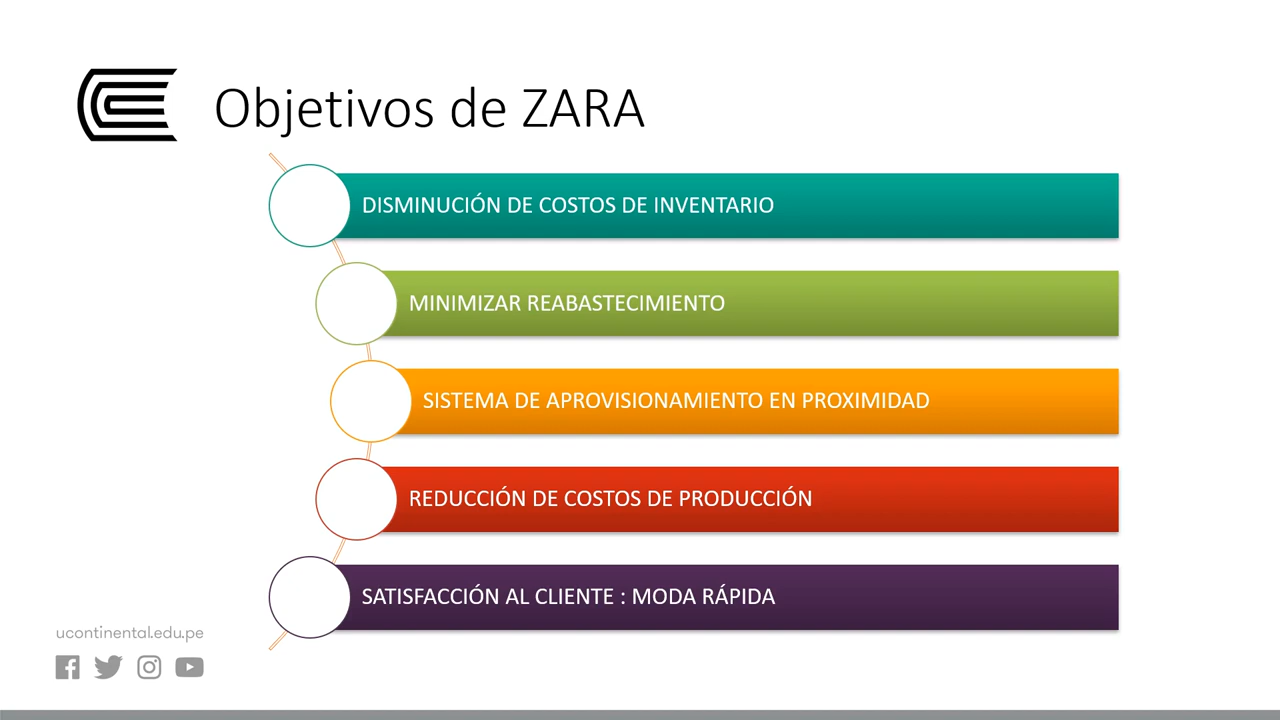 Objetivos de ZARA
DISMINUCIÓN DE COSTOS DE INVENTARIO
MINIMIZAR REABASTECIMIENTO
SISTEMA DE APROVISIONAMIENTO EN PROXIMIDAD
REDUCCIÓN DE COSTOS DE PRODUCCIÓN
SATISFACCIÓN AL CLIENTE : MODA RÁPIDA
ucontinental.edu.pe